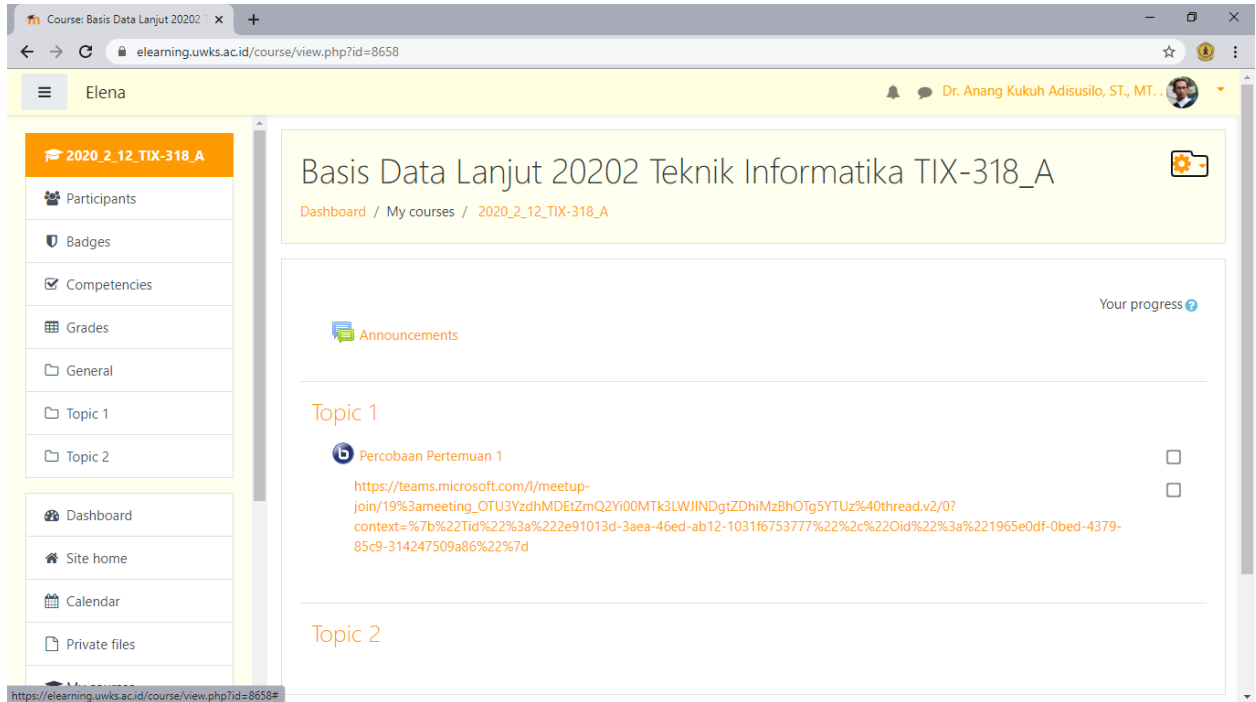 Course: Basis Data Lanjut 20202 T
elearning.uwks.ac.id/course/view.php?id=8658
Elena
Dr. Anang Kukuh Adisusilo, ST., MT. .
2020_2_12_TIX-318_A
Participants
Badges
Competencies
Grades
General
Topic 1
Topic 2
Dashboard
Site home
Calendar
Private files
My courses
https://elearning.uwks.ac.id/course/view.php?id=8658#
Basis Data Lanjut 20202 Teknik Informatika TIX-318_A
Dashboard / My courses / 2020_2_12_TIX-318_A
Your progress
Announcements
Topic 1
Percobaan Pertemuan 1
https://teams.microsoft.com/l/meetup-
join/19%3ameeting_OTU3YzdhMDEtZmQ2Yi00MTk3LWJlNDgtZDhiMzBhOTg5YTUz%40thread.v2/0?
context=%7b%22Tid%22%3a%222e91013d-3aea-46ed-ab12-1031f6753777%22%2c%22Oid%22%3a%221965e0df-0bed-4379-
85c9-314247509a86%22%7d
Topic 2